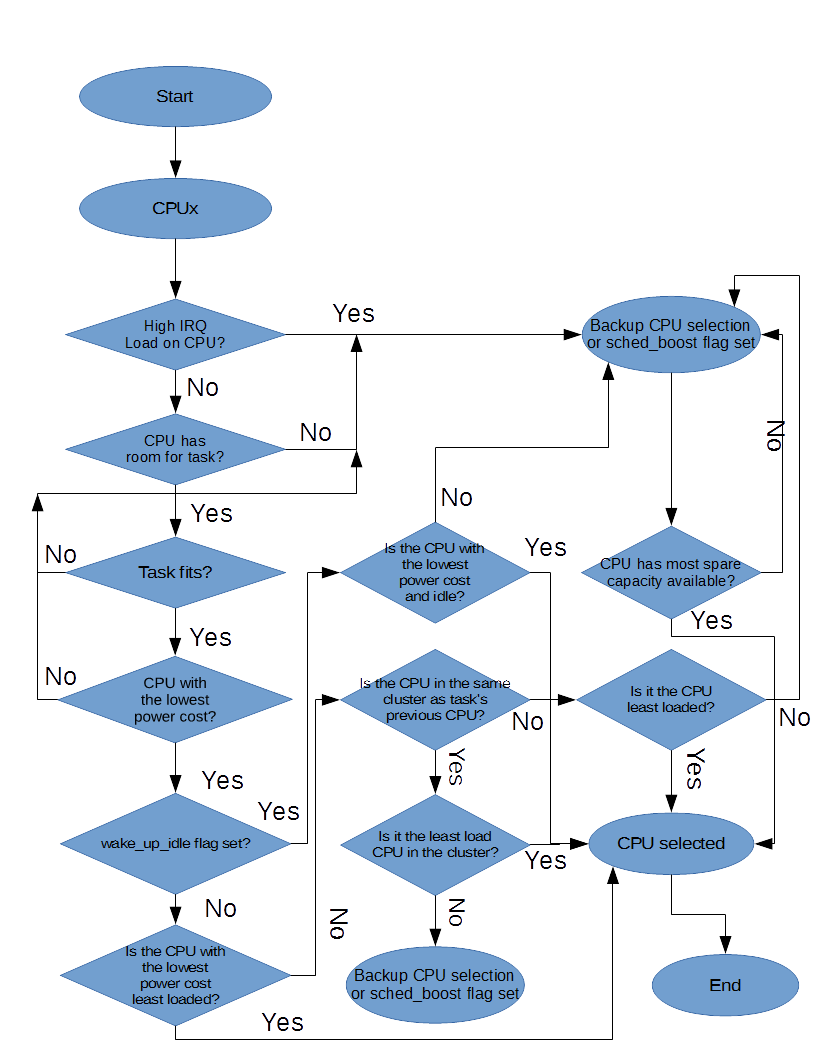 Start
CPUx
High IRQ
Load on CPU?
Yes
Backup CPU selection
or sched_boost flag set
No
CPU has
room for task?
No
No
Yes
No
Task fits?
Is the CPU with
the lowest
power cost
and idle?
No
Yes
CPU has most spare
capacity available?
Yes
Yes
No
CPU with
the lowest
power cost?
Is the CPU in the same
cluster as task's
previous CPU?
No
Is it the CPU
least loaded?
No
Yes
Yes
Yes
Yes
wake_up_idle flag set?
Is it the least load
CPU in the cluster?
Yes
CPU selected
No
No
No
Is the CPU with
the lowest
power cost
least loaded?
Backup CPU selection
or sched_boost flag set
End
Yes